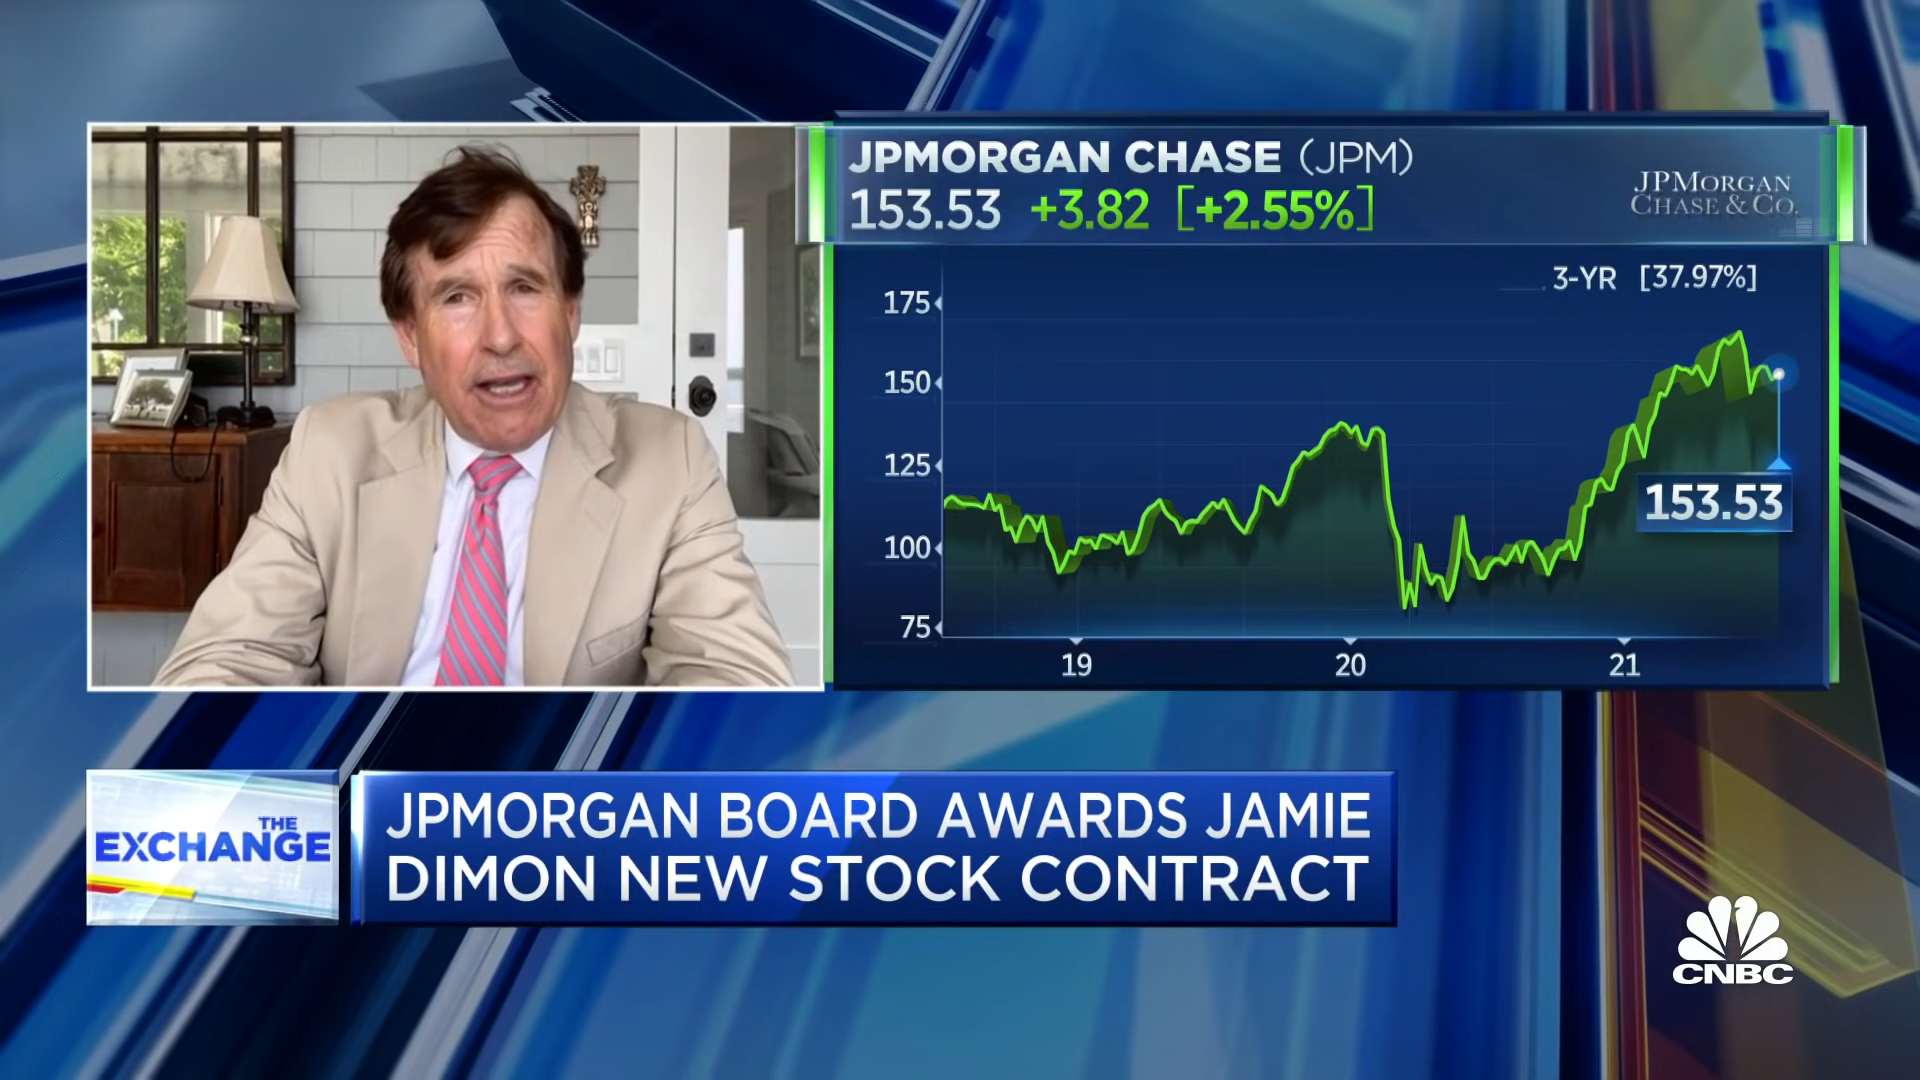 JPMORGAN CHASE (JPM)
153.53 +3.82 [+2.55%]
JPMORGAN
CHASE & CO.
3-YR [37.97%]
175
150
125
100
75
153.53
19 20 21
THE
EXCHANGE
JPMORGAN BOARD AWARDS JAMIE
DIMON NEW STOCK CONTRACT
CNBC